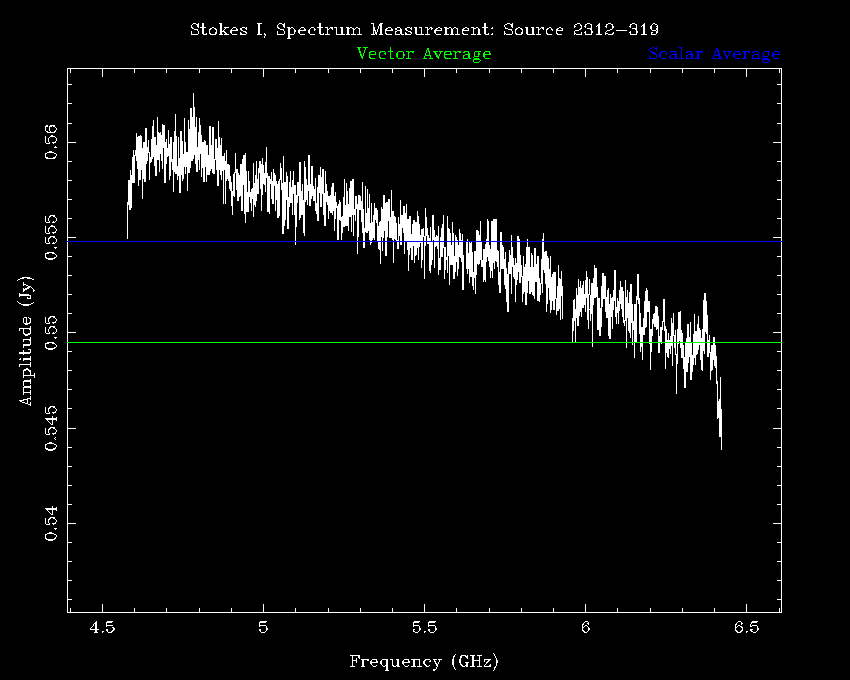 Stokes I, Spectrum Measurement: Source 2312−319
Vector Average Scalar Average
0.56
0.555
0.55
0.545
0.54
Amplitude (Jy)
4.5 5 5.5 6 6.5
Frequency (GHz)